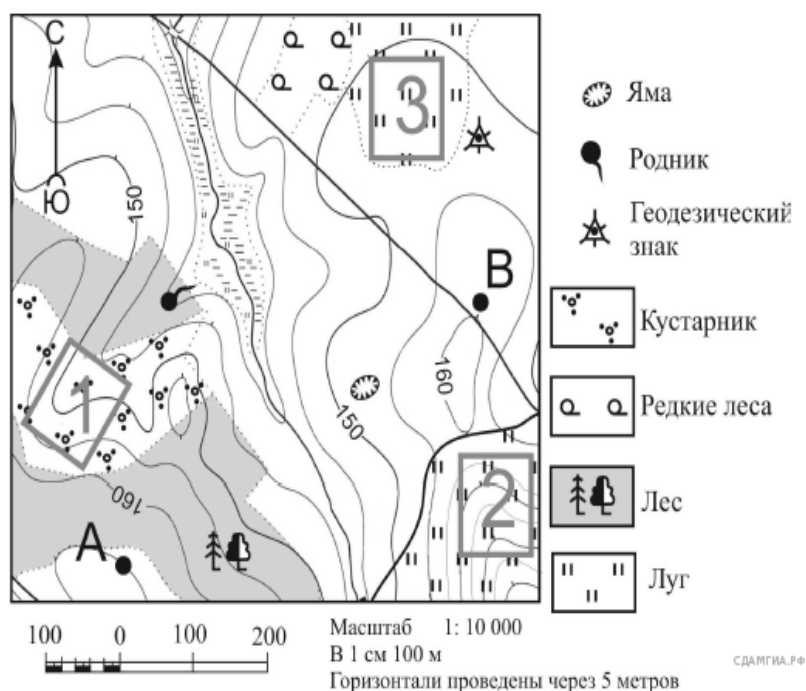 С
Ю
150
3
В
1
160
А
150
160
2
Яма
Родник
Геодезический
знак
Кустарник
Редкие леса
Лес
Луг
100 0 100 200
Масштаб 1: 10 000
В 1 см 100 м
Горизонтали проведены через 5 метров
СДАМГИА.РФ